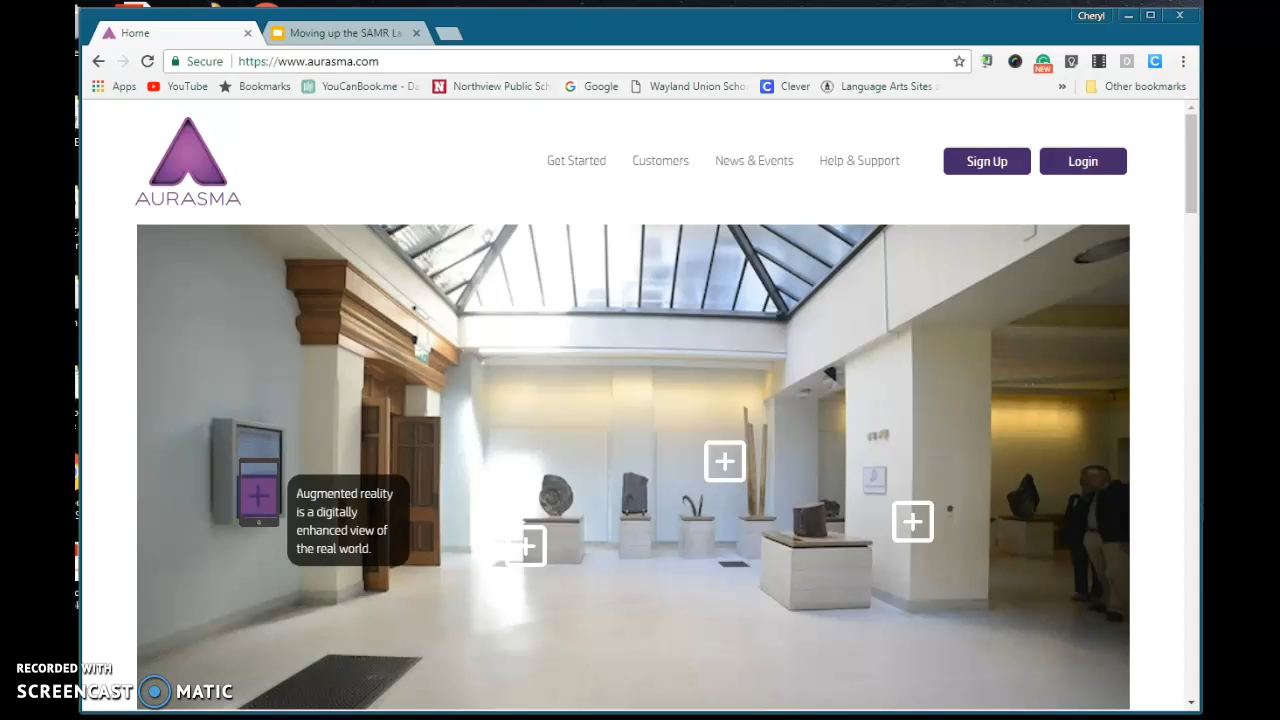 Cheryl
Home
Moving up the SAMR La
Secure
https://www.aurasma.com
NEW
Apps
YouTube
Bookmarks
YouCanBook.me - Da
Northview Public Sch
Google
Wayland Union Scho
Clever
Language Arts Sites a
Other bookmarks
AURASMA
Get Started
Customers
News & Events
Help & Support
Sign Up
Login
Augmented reality
is a digitally
enhanced view of
the real world.
RECORDED WITH
SCREENCAST MATIC